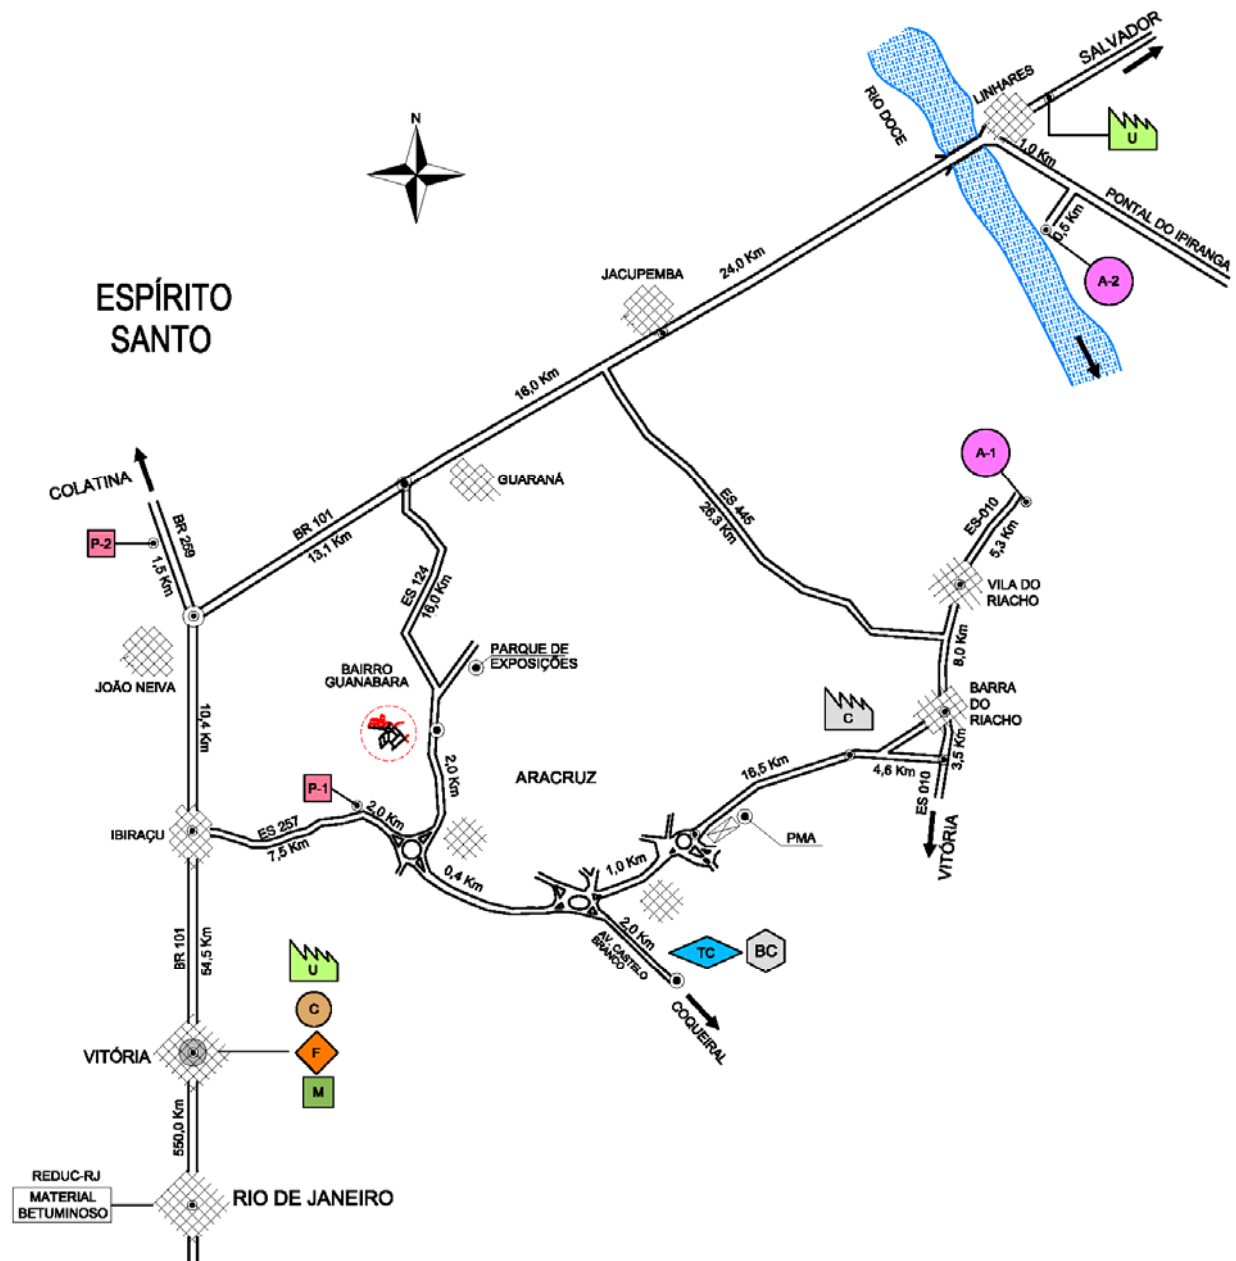 SALVADOR
LINHARES
RIO DOCE
U
1,0 Km
N
PONTAL DO IPIRANGA
0,5 Km
24,0 Km
JACUPEMBA
A-2
ESPÍRITO
SANTO
16,0 Km
A-1
COLATINA
GUARANÁ
BR 259
ES 445
26,3 Km
ES-010
5,3 Km
BR 101
13,1 Km
P-2
1,5 Km
ES 124
16,0 Km
VILA DO
RIACHO
8,0 Km
PARQUE DE
EXPOSIÇÕES
BAIRRO
GUANABARA
JOÃO NEIVA
BARRA
DO
RIACHO
C
10,4 Km
3,5 Km
2,0 Km
ARACRUZ
16,5 Km
4,6 Km
P-1
2,0 Km
ES 010
IBIRAÇU
ES 257
7,5 Km
PMA
VITÓRIA
1,0 Km
0,4 Km
2,0 Km
AV. CASTELO
BRANCO
TC
BC
BR 101
54,5 Km
U
C
COQUEIRAL
VITÓRIA
F
M
550,0 Km
REDUC-RJ
MATERIAL
BETUMINOSO
RIO DE JANEIRO